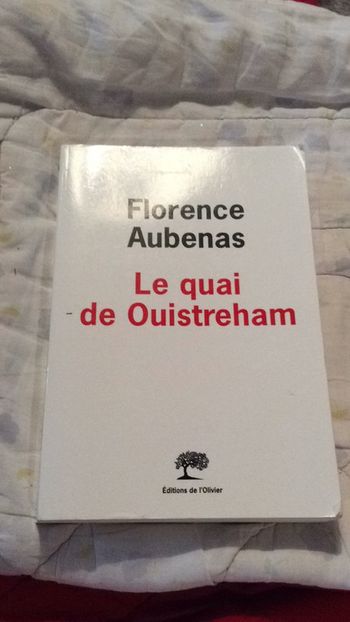 Florence
Aubenas
Le quai
de Ouistreham
Éditions de l'Olivier